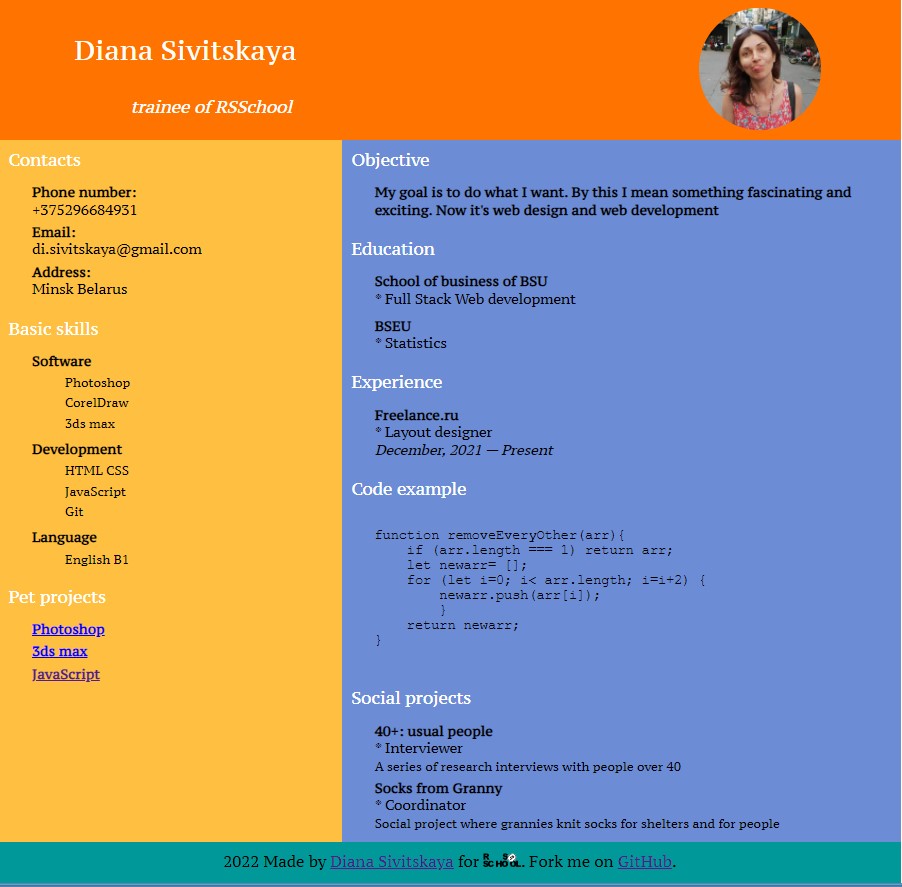 Diana Sivitskaya
trainee of RSSchool
Contacts
Phone number:
+375296684931
Email:
di.sivitskaya@gmail.com
Address:
Minsk Belarus
Basic skills
Software
Photoshop
CorelDraw
3ds max
Development
HTML CSS
JavaScript
Git
Language
English B1
Pet projects
Photoshop
3ds max
JavaScript
Objective
My goal is to do what I want. By this I mean something fascinating and
exciting. Now it's web design and web development
Education
School of business of BSU
* Full Stack Web development
BSEU
* Statistics
Experience
Freelance.ru
* Layout designer
December, 2021 — Present
Code example
function removeEveryOther(arr){
    if (arr.length === 1) return arr;
    let newarr= [];
    for (let i=0; i< arr.length; i=i+2) {
        newarr.push(arr[i]);
        }
    return newarr;
}
Social projects
40+: usual people
* Interviewer
A series of research interviews with people over 40
Socks from Granny
* Coordinator
Social project where grannies knit socks for shelters and for people
2022 Made by Diana Sivitskaya for RS SCHOOL. Fork me on GitHub.